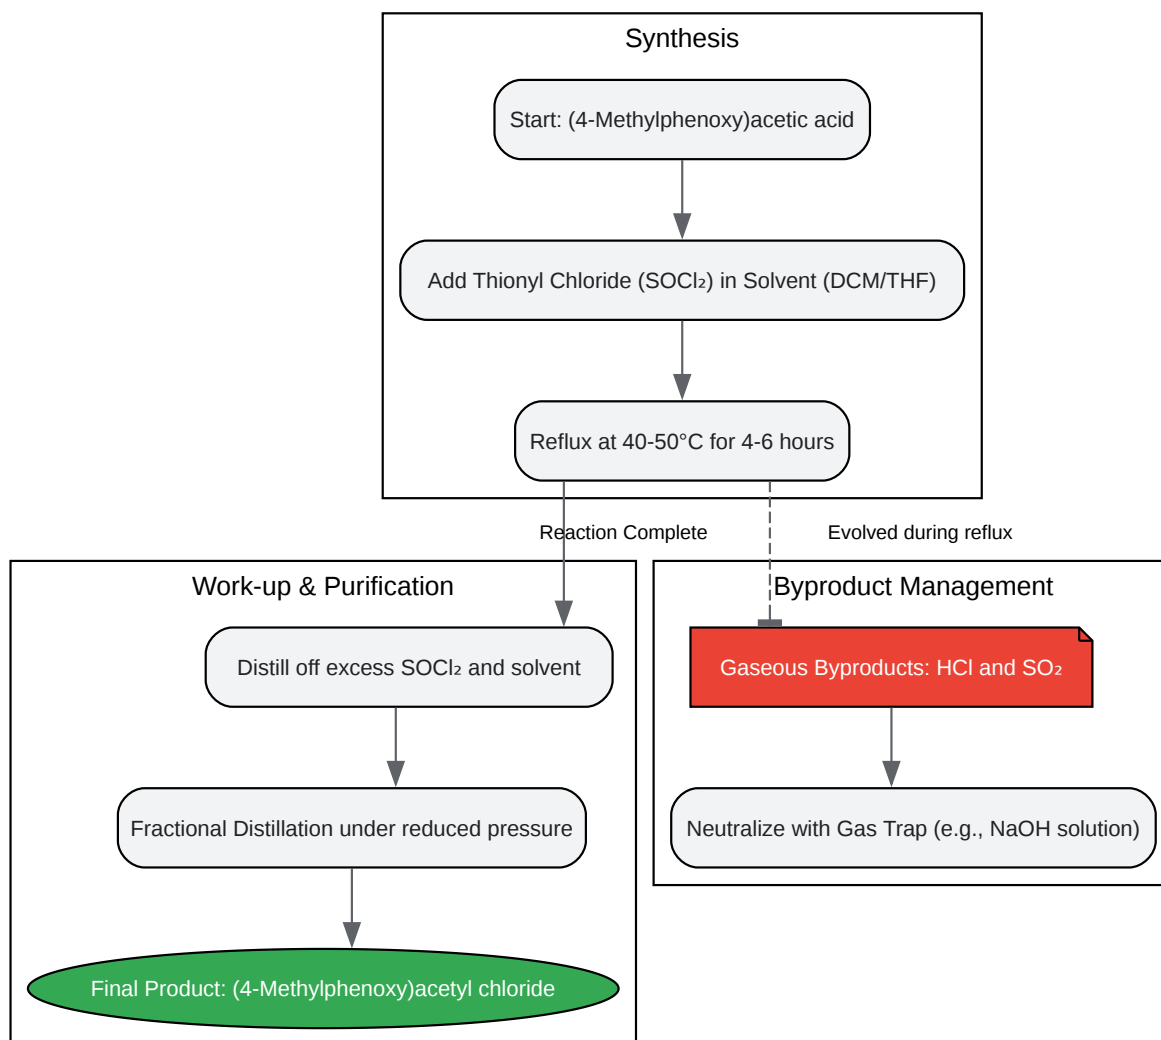 Synthesis
Start: (4-Methylphenoxy)acetic acid
Add Thionyl Chloride (SOCl₂) in Solvent (DCM/THF)
Reflux at 40-50°C for 4-6 hours
Reaction Complete
Evolved during reflux
Work-up & Purification
Distill off excess SOCl₂ and solvent
Fractional Distillation under reduced pressure
Final Product: (4-Methylphenoxy)acetyl chloride
Byproduct Management
Gaseous Byproducts: HCl and SO₂
Neutralize with Gas Trap (e.g., NaOH solution)